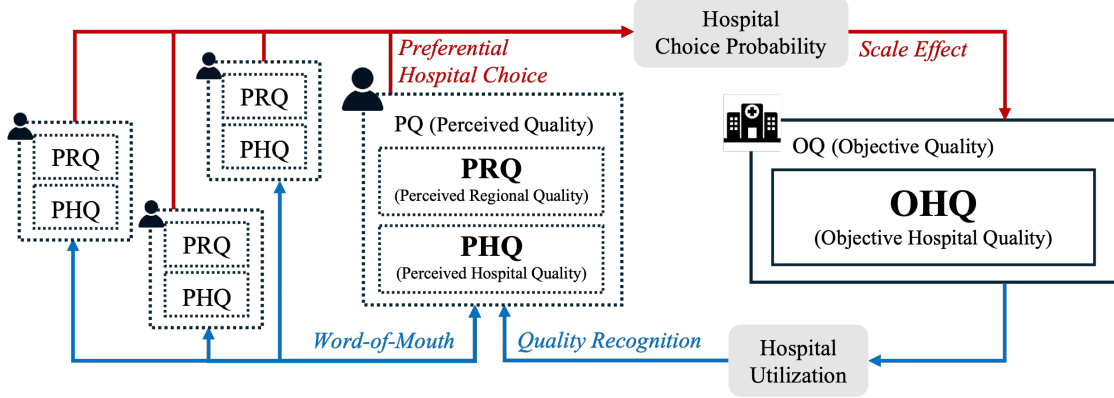 Hospital
Choice Probability
Preferential
Hospital Choice
Scale Effect
PRQ
PHQ
PRQ
PHQ
PRQ
PHQ
PQ (Perceived Quality)
PRQ
(Perceived Regional Quality)
PHQ
(Perceived Hospital Quality)
OQ (Objective Quality)
OHQ
(Objective Hospital Quality)
Word-of-Mouth
Quality Recognition
Hospital
Utilization